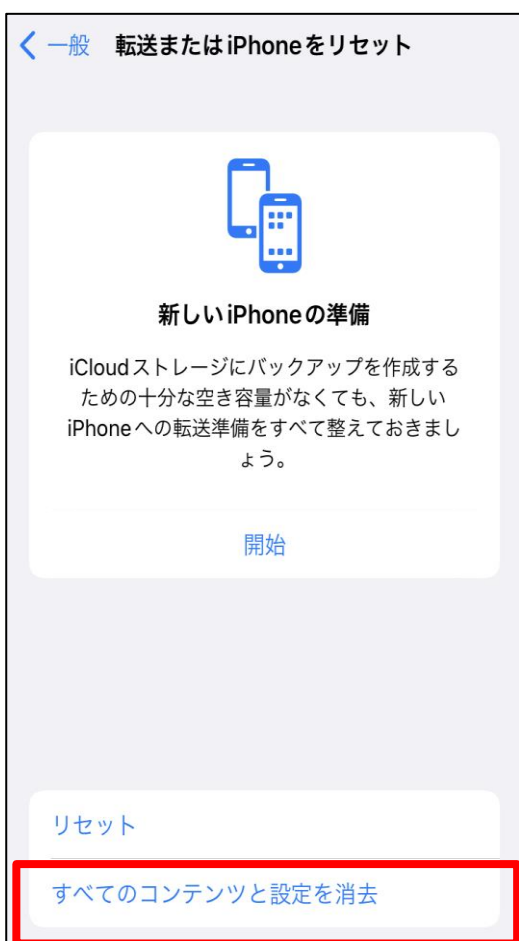 一般 転送またはiPhoneをリセット
新しいiPhoneの準備
iCloudストレージにバックアップを作成する
ための十分な空き容量がなくても、新しい
iPhoneへの転送準備をすべて整えておきまし
ょう。
開始
リセット
すべてのコンテンツと設定を消去